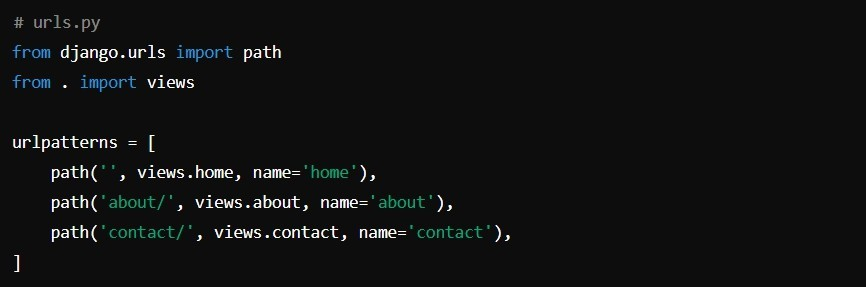 # urls.py
from django.urls import path
from . import views
urlpatterns = [
    path('', views.home, name='home'),
    path('about/', views.about, name='about'),
    path('contact/', views.contact, name='contact'),
]